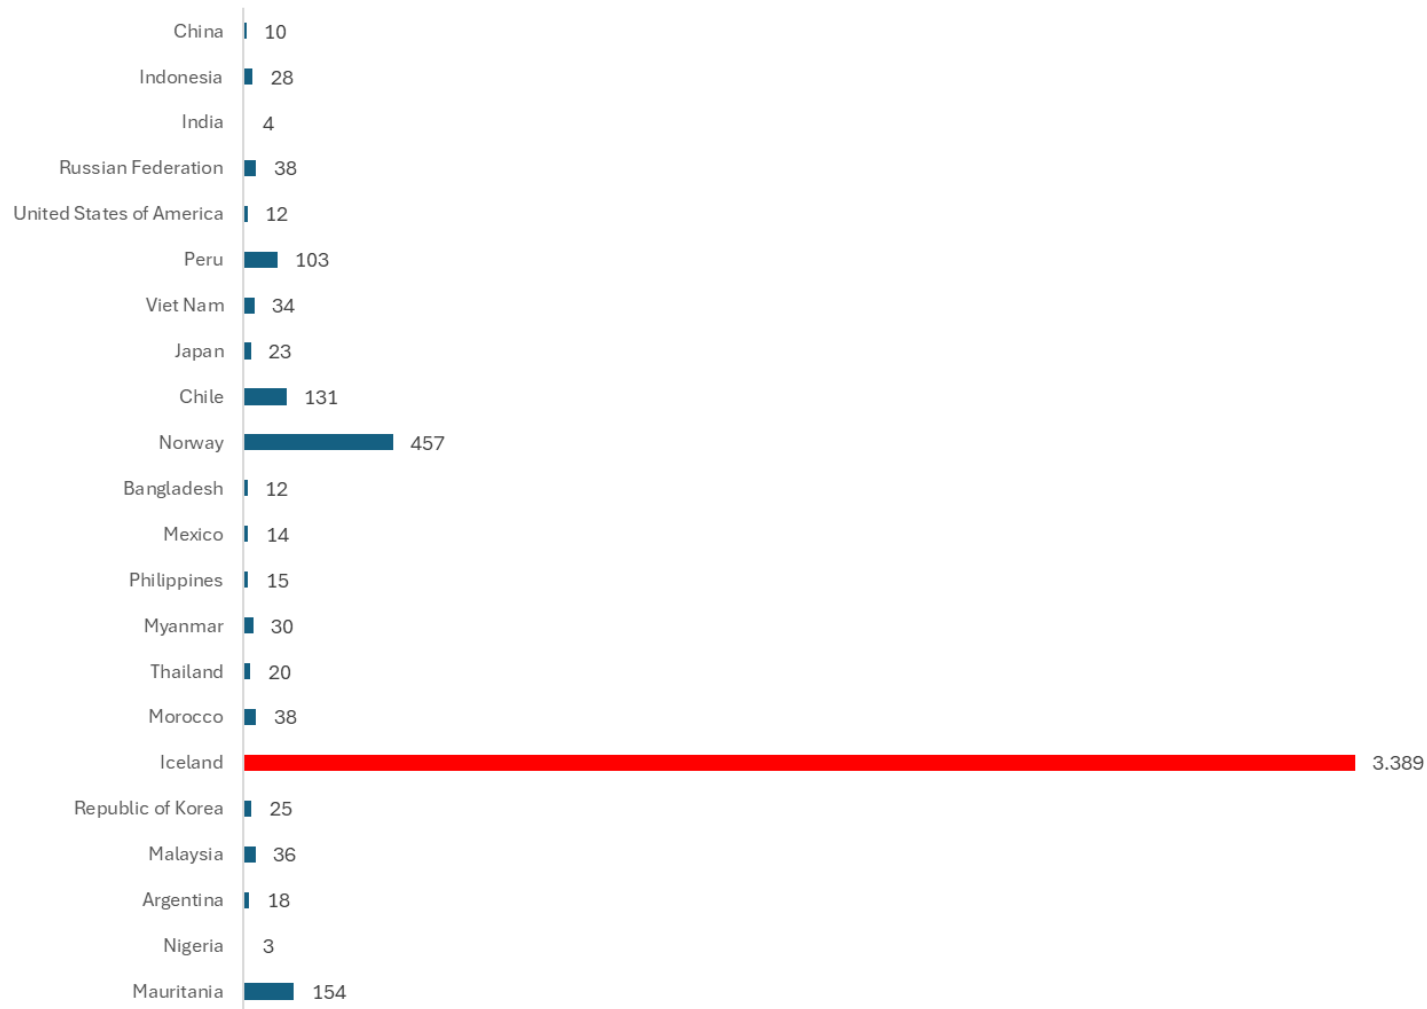 China 10
Indonesia 28
India 4
Russian Federation 38
United States of America 12
Peru 103
Viet Nam 34
Japan 23
Chile 131
Norway 457
Bangladesh 12
Mexico 14
Philippines 15
Myanmar 30
Thailand 20
Morocco 38
Iceland 3.389
Republic of Korea 25
Malaysia 36
Argentina 18
Nigeria 3
Mauritania 154